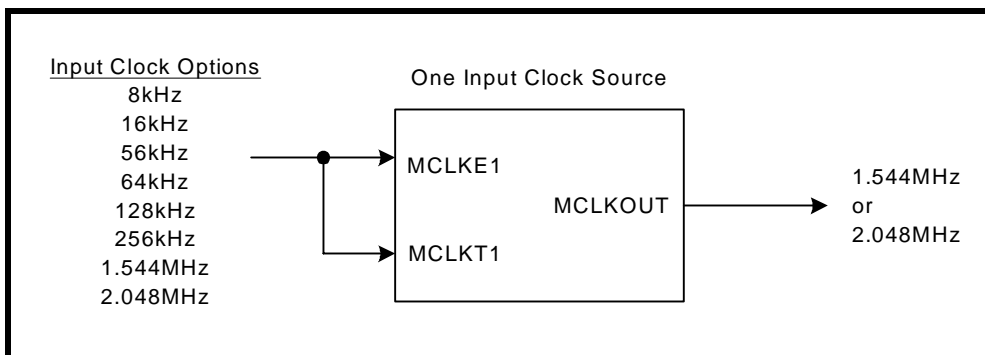 Input Clock Options
8kHz
16kHz
56kHz
64kHz
128kHz
256kHz
1.544MHz
2.048MHz
One Input Clock Source
MCLKE1
MCLKT1
MCLKOUT
1.544MHz
or
2.048MHz